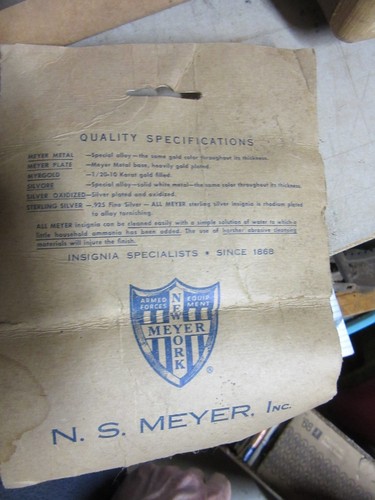 QUALITY SPECIFICATIONS
MEYER METAL —Special alloy—the same gold color throughout its thickness.
MEYER PLATE —Meyer Metal base, heavily gold plated.
MYRGOLD —1/20-10 Karat gold filled.
SILVORE —Special alloy—solid white metal—the same color throughout its thickness.
SILVER OXIDIZED—Silver plated and oxidized.
STERLING SILVER —.925 Fine Silver — ALL MEYER sterling silver insignia is rhodium plated
to allay tarnishing.
ALL MEYER insignia can be cleaned easily with a simple solution of water to which a
little household ammonia has been added. The use of harsher abrasive cleaning
materials will injure the finish.
INSIGNIA SPECIALISTS * SINCE 1868
ARMED FORCES EQUIPMENT
NEW YORK
MEYER
®
N. S. MEYER, INC.